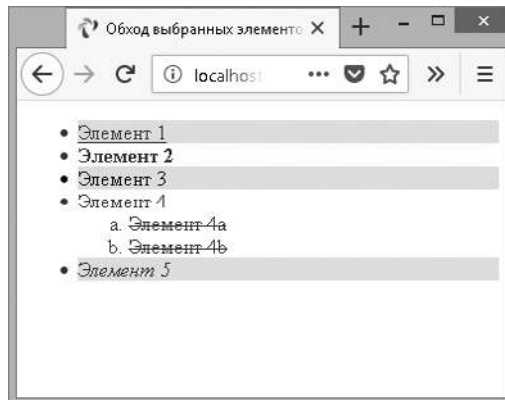 Обход выбранных элементо
localhost
Элемент 1
Элемент 2
Элемент 3
Элемент 4
a. Элемент 4a
b. Элемент 4b
Элемент 5